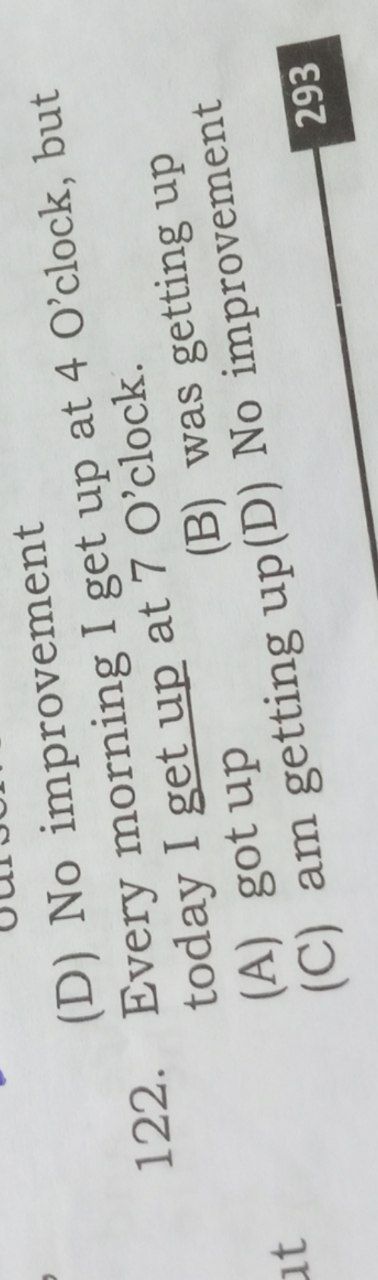 (D) No improvement
122. Every morning I get up at 4 O'clock, but
today I get up at 7 O'clock.
(A) got up (B) was getting up
(C) am getting up (D) No improvement
293